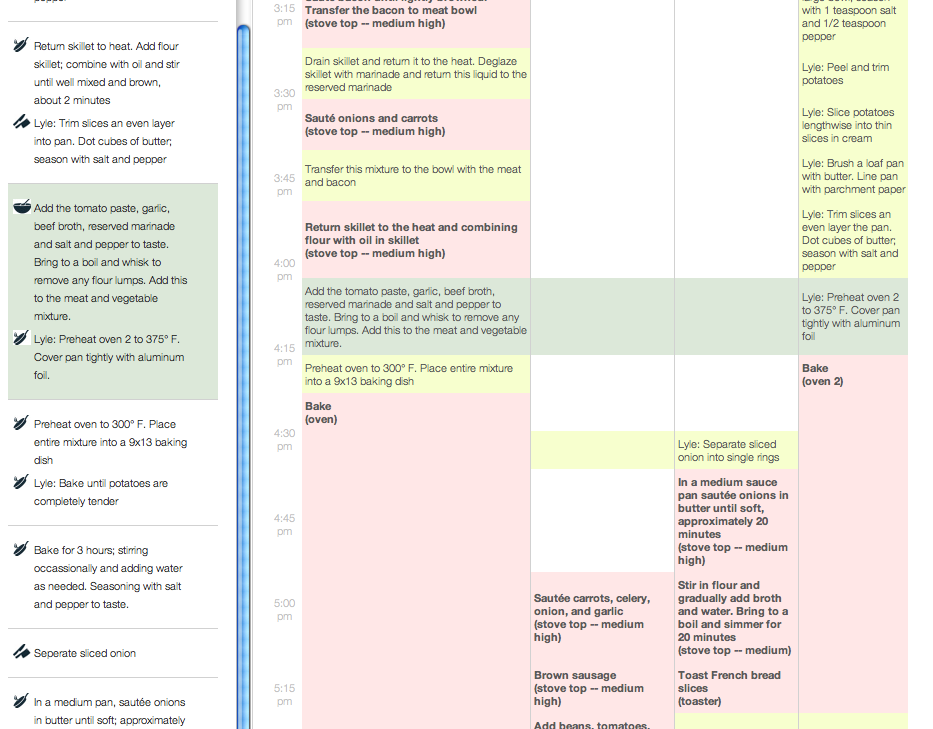 pepper
Return skillet to heat. Add flour
skillet; combine with oil and stir
until well mixed and brown,
about 2 minutes
Lyle: Trim slices an even layer
into pan. Dot cubes of butter;
season with salt and pepper
Add the tomato paste, garlic,
beef broth, reserved marinade
and salt and pepper to taste.
Bring to a boil and whisk to
remove any flour lumps. Add this
to the meat and vegetable
mixture.
Lyle: Preheat oven 2 to 375° F.
Cover pan tightly with aluminum
foil.
Preheat oven to 300° F. Place
entire mixture into a 9x13 baking
dish
Lyle: Bake until potatoes are
completely tender
Bake for 3 hours; stirring
occassionally and adding water
as needed. Seasoning with salt
and pepper to taste.
Seperate sliced onion
In a medium pan, sautée onions
in butter until soft; approximately
3:15
pm
3:30
pm
3:45
pm
4:00
pm
4:15
pm
4:30
pm
4:45
pm
5:00
pm
5:15
pm
Transfer the bacon to meat bowl
(stove top -- medium high)
Drain skillet and return it to the heat. Deglaze
skillet with marinade and return this liquid to the
reserved marinade
Sauté onions and carrots
(stove top -- medium high)
Transfer this mixture to the bowl with the meat
and bacon
Return skillet to the heat and combining
flour with oil in skillet
(stove top -- medium high)
Add the tomato paste, garlic, beef broth,
reserved marinade and salt and pepper to
taste. Bring to a boil and whisk to remove any
flour lumps. Add this to the meat and vegetable
mixture.
Preheat oven to 300° F. Place entire mixture
into a 9x13 baking dish
Bake
(oven)
Sautée carrots, celery,
onion, and garlic
(stove top -- medium
high)
Brown sausage
(stove top -- medium
high)
Add beans, tomatoes,
Lyle: Separate sliced
onion into single rings
In a medium sauce
pan sautée onions in
butter until soft,
approximately 20
minutes
(stove top -- medium
high)
Stir in flour and
gradually add broth
and water. Bring to a
boil and simmer for
20 minutes
(stove top -- medium)
Toast French bread
slices
(toaster)
with 1 teaspoon salt
and 1/2 teaspoon
pepper
Lyle: Peel and trim
potatoes
Lyle: Slice potatoes
lengthwise into thin
slices in cream
Lyle: Brush a loaf pan
with butter. Line pan
with parchment paper
Lyle: Trim slices an
even layer the pan.
Dot cubes of butter;
season with salt and
pepper
Lyle: Preheat oven 2
to 375° F. Cover pan
tightly with aluminum
foil
Bake
(oven 2)